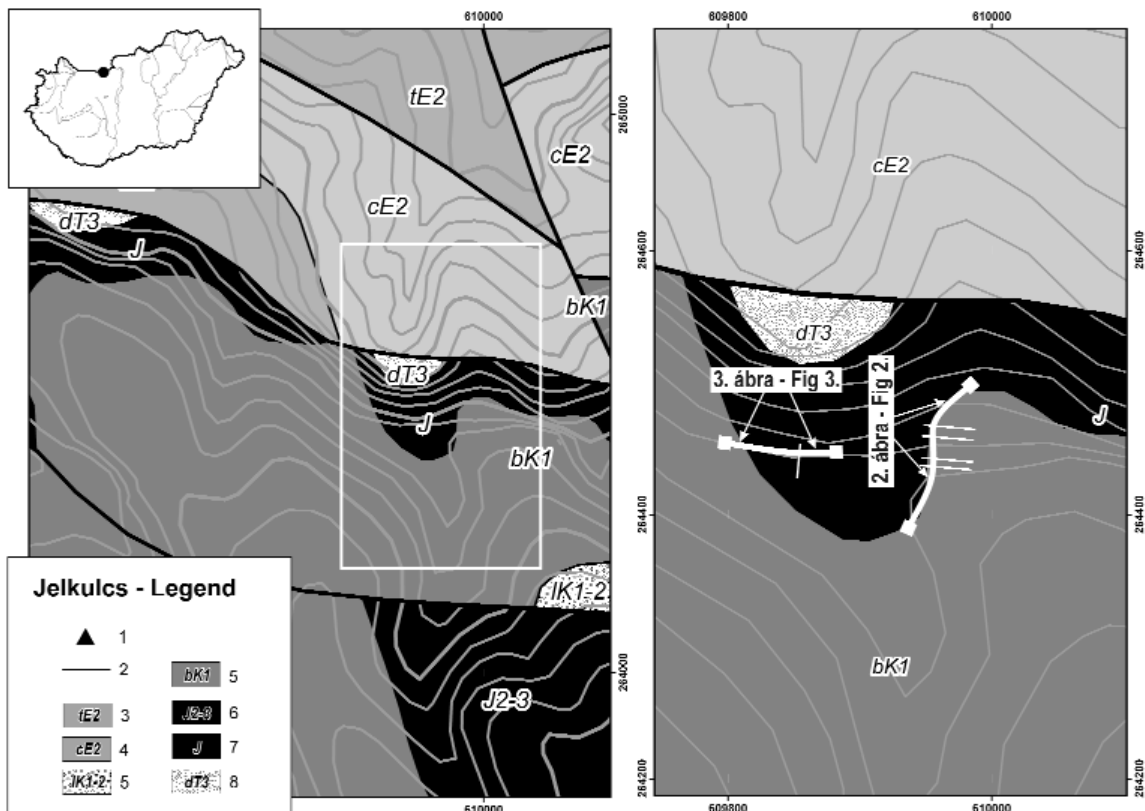 610000
tE2
265000
cE2
cE2
dT3
J
bK1
dT3
J
bK1
lK1-2
264000
J2-3
610000
Jelkulcs - Legend
1
2
tE2 3
cE2 4
lK1-2 5
bK1 5
J2-3 6
J 7
dT3 8
609800
610000
cE2
264600
264600
dT3
3. ábra - Fig 3.
2. ábra - Fig 2.
J
264400
264400
bK1
264200
264200
609800
610000